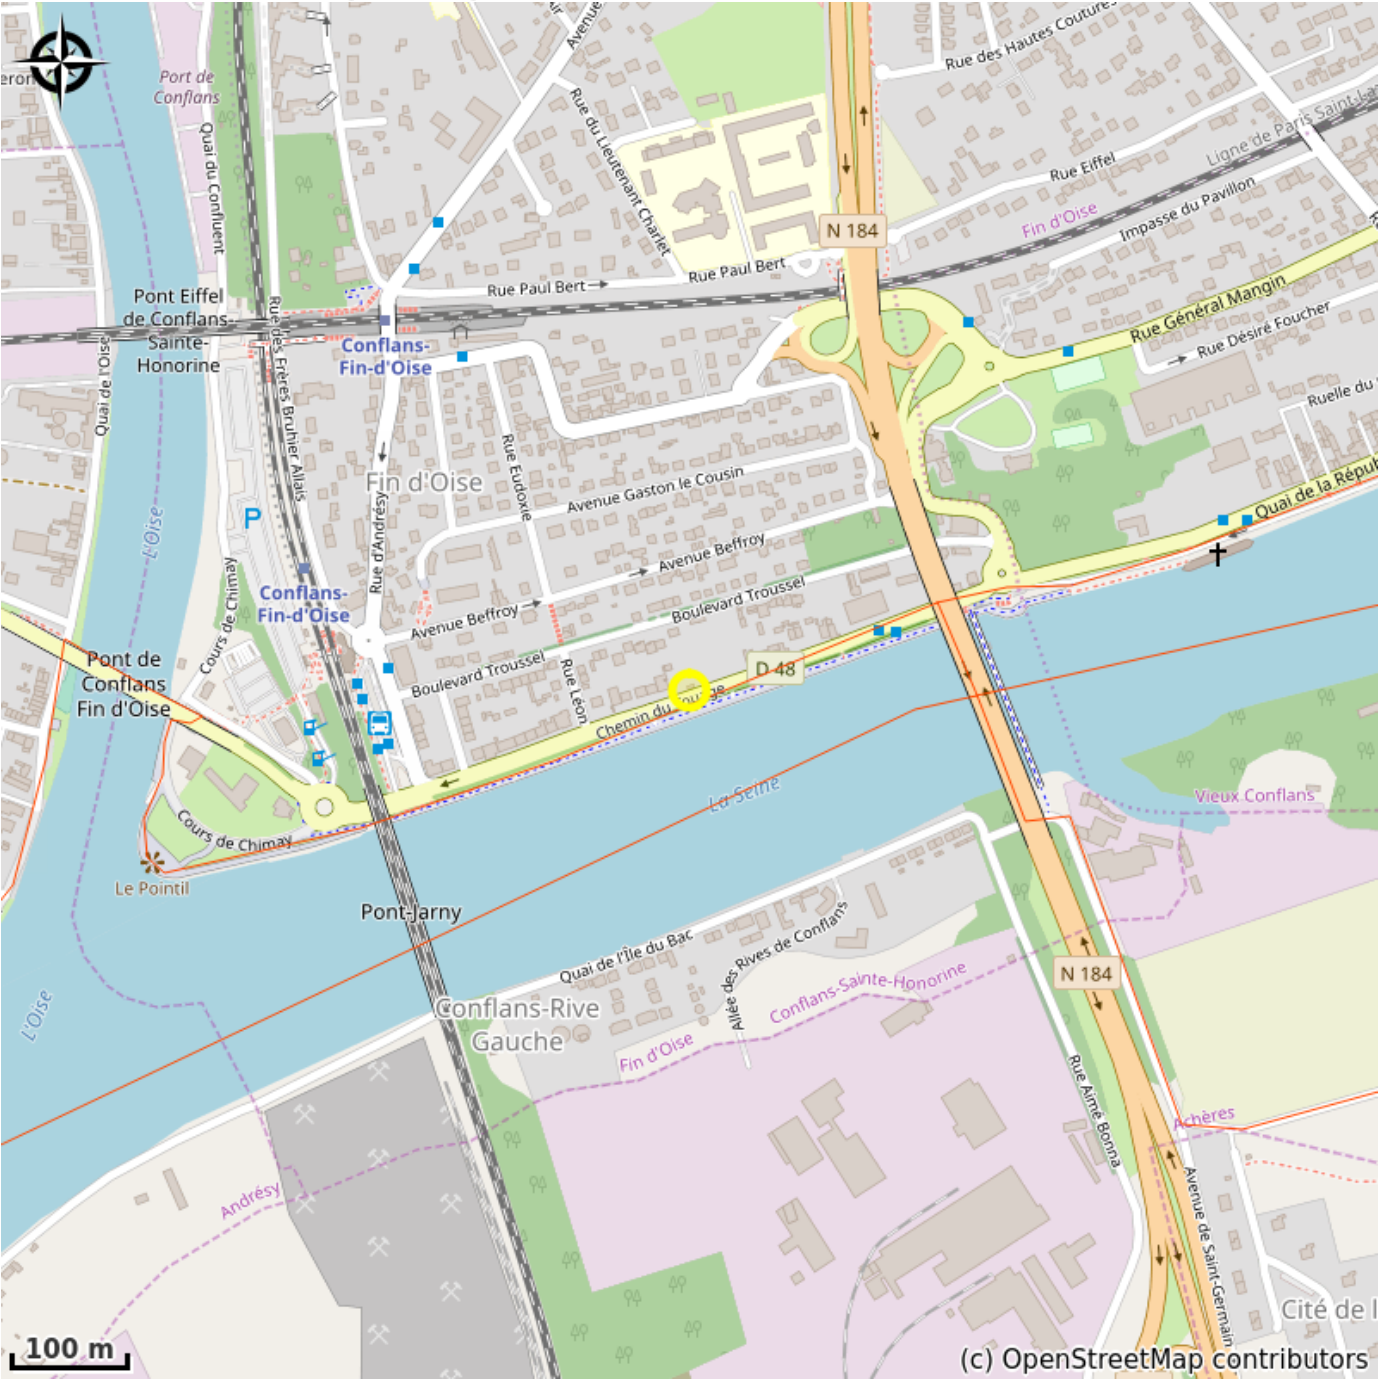 Port de
Conflans
Avenue
Rue des Hautes Coutures
Quai du Confluent
Rue du Lieutenant Charlet
Ligne de Paris Saint-La
Rue Eiffel
Impasse du Pavillon
Fin d'Oise
N 184
Rue Paul Bert
Rue Paul Bert
Pont Eiffel
de Conflans-
Sainte-
Honorine
Rue des Frères Bruhier Allais
Conflans-
Fin-d'Oise
Rue Général Mangin
Rue Désiré Foucher
Quai de l'Oise
Ruelle du
Rue Eudoxie
Fin d'Oise
Avenue Gaston le Cousin
Quai de la Répub
P
L'Oise
Rue d'Andrésy
Avenue Beffroy
Avenue Beffroy
Conflans-
Fin-d'Oise
Boulevard Troussel
Boulevard Troussel
Cours de Chimay
Pont de
Conflans
Fin d'Oise
Rue Léon
D 48
Chemin du
La Seine
Vieux Conflans
Cours de Chimay
Le Pointil
Pont-Jarny
Quai de l'Île du Bac
Allée des Rives de Conflans
Conflans-Sainte-Honorine
N 184
L'Oise
Conflans-Rive
Gauche
Fin d'Oise
Rue Aimé Bonna
Achères
Andrésy
Avenue de Saint-Germain
Cité de l
100 m
(c) OpenStreetMap contributors